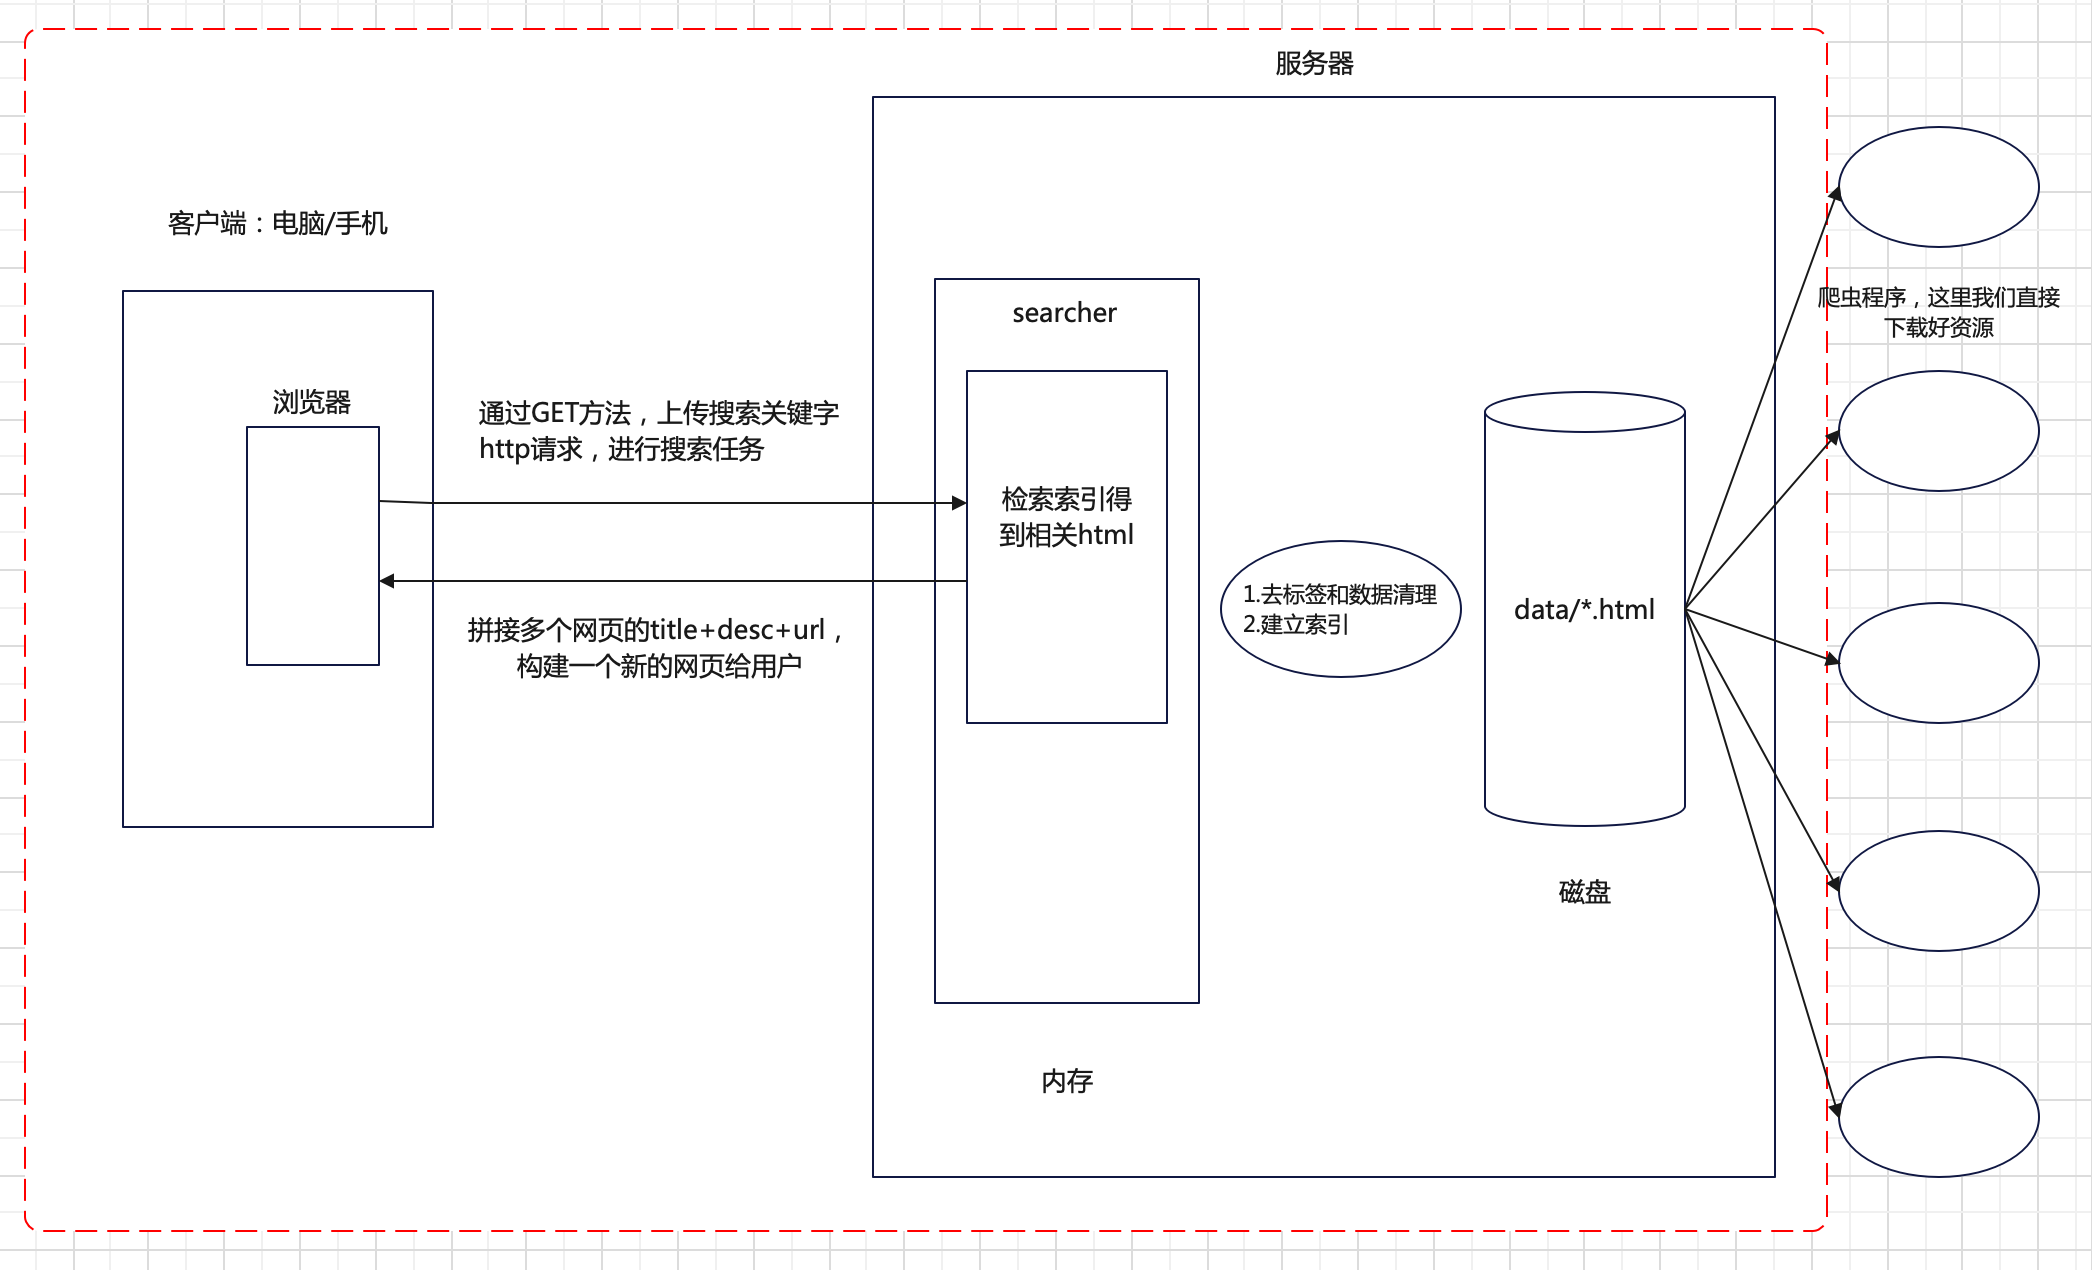 服务器
客户端：电脑/手机
浏览器
通过GET方法，上传搜索关键字
http请求，进行搜索任务
拼接多个网页的title+desc+url，
构建一个新的网页给用户
searcher
检索索引得
到相关html
内存
1.去标签和数据清理
2.建立索引
data/*.html
磁盘
爬虫程序，这里我们直接
下载好资源